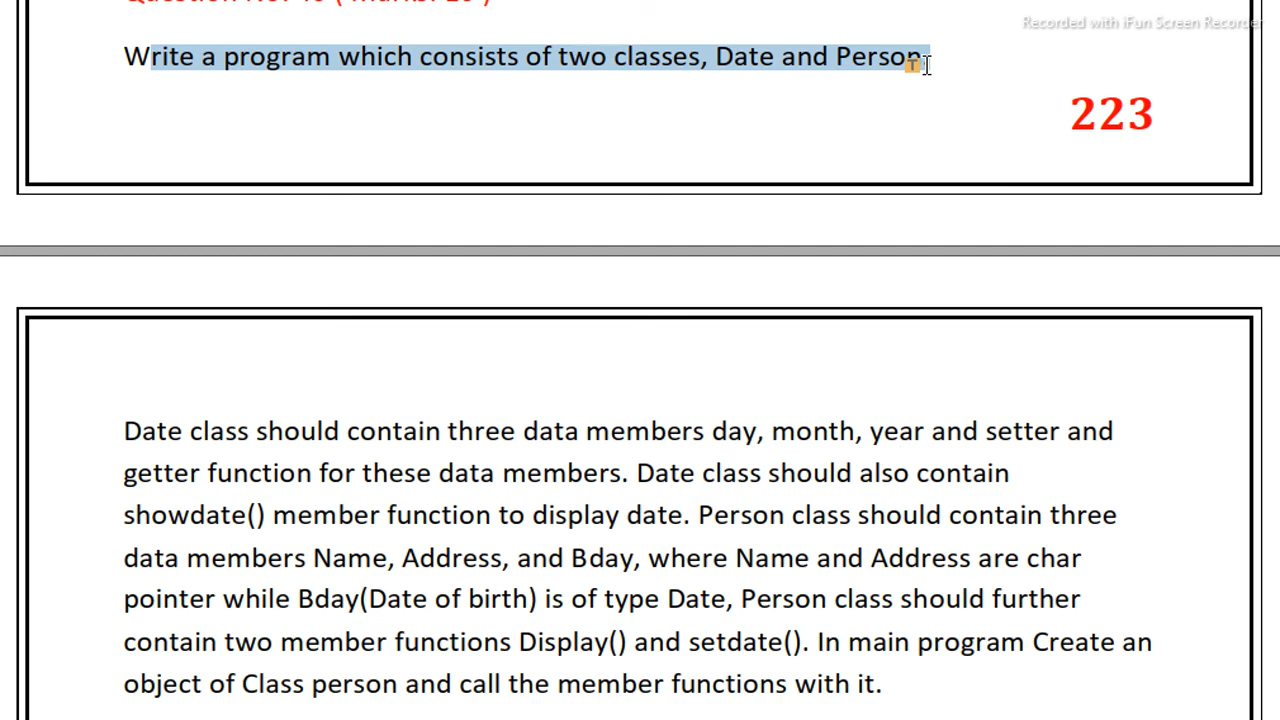 Recorded with iFun Screen Recorder
Write a program which consists of two classes, Date and Person.
223
Date class should contain three data members day, month, year and setter and
getter function for these data members. Date class should also contain
showdate() member function to display date. Person class should contain three
data members Name, Address, and Bday, where Name and Address are char
pointer while Bday(Date of birth) is of type Date, Person class should further
contain two member functions Display() and setdate(). In main program Create an
object of Class person and call the member functions with it.